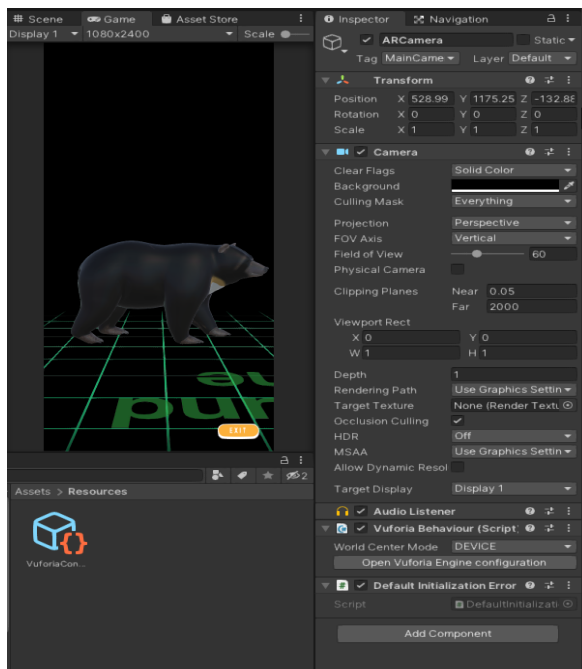 Scene Game Asset Store
Display 1 1080x2400 Scale
EXIT
2
Assets > Resources
VuforiaCon...
Inspector Navigation
ARCamera Static
Tag MainCame Layer Default
Transform
Position X 528.99 Y 1175.25 Z -132.88
Rotation X 0 Y 0 Z 0
Scale X 1 Y 1 Z 1
Camera
Clear Flags Solid Color
Background
Culling Mask Everything
Projection Perspective
FOV Axis Vertical
Field of View 60
Physical Camera
Clipping Planes Near 0.05
Far 2000
Viewport Rect
X 0 Y 0
W 1 H 1
Depth 1
Rendering Path Use Graphics Settin
Target Texture None (Render Textu
Occlusion Culling
HDR Off
MSAA Use Graphics Settin
Allow Dynamic Resol
Target Display Display 1
Audio Listener
Vuforia Behaviour (Script)
World Center Mode DEVICE
Open Vuforia Engine configuration
# Default Initialization Error
Script DefaultInitializati
Add Component